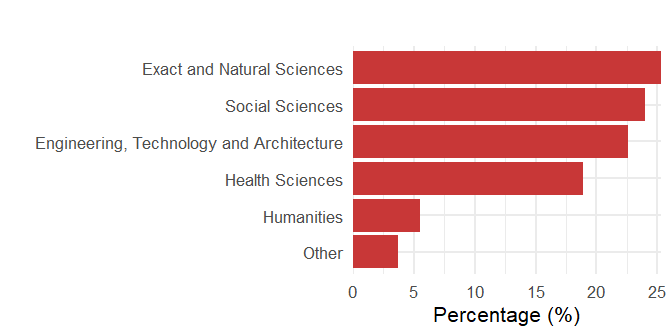 Exact and Natural Sciences
Social Sciences
Engineering, Technology and Architecture
Health Sciences
Humanities
Other
0 5 10 15 20 25
Percentage (%)